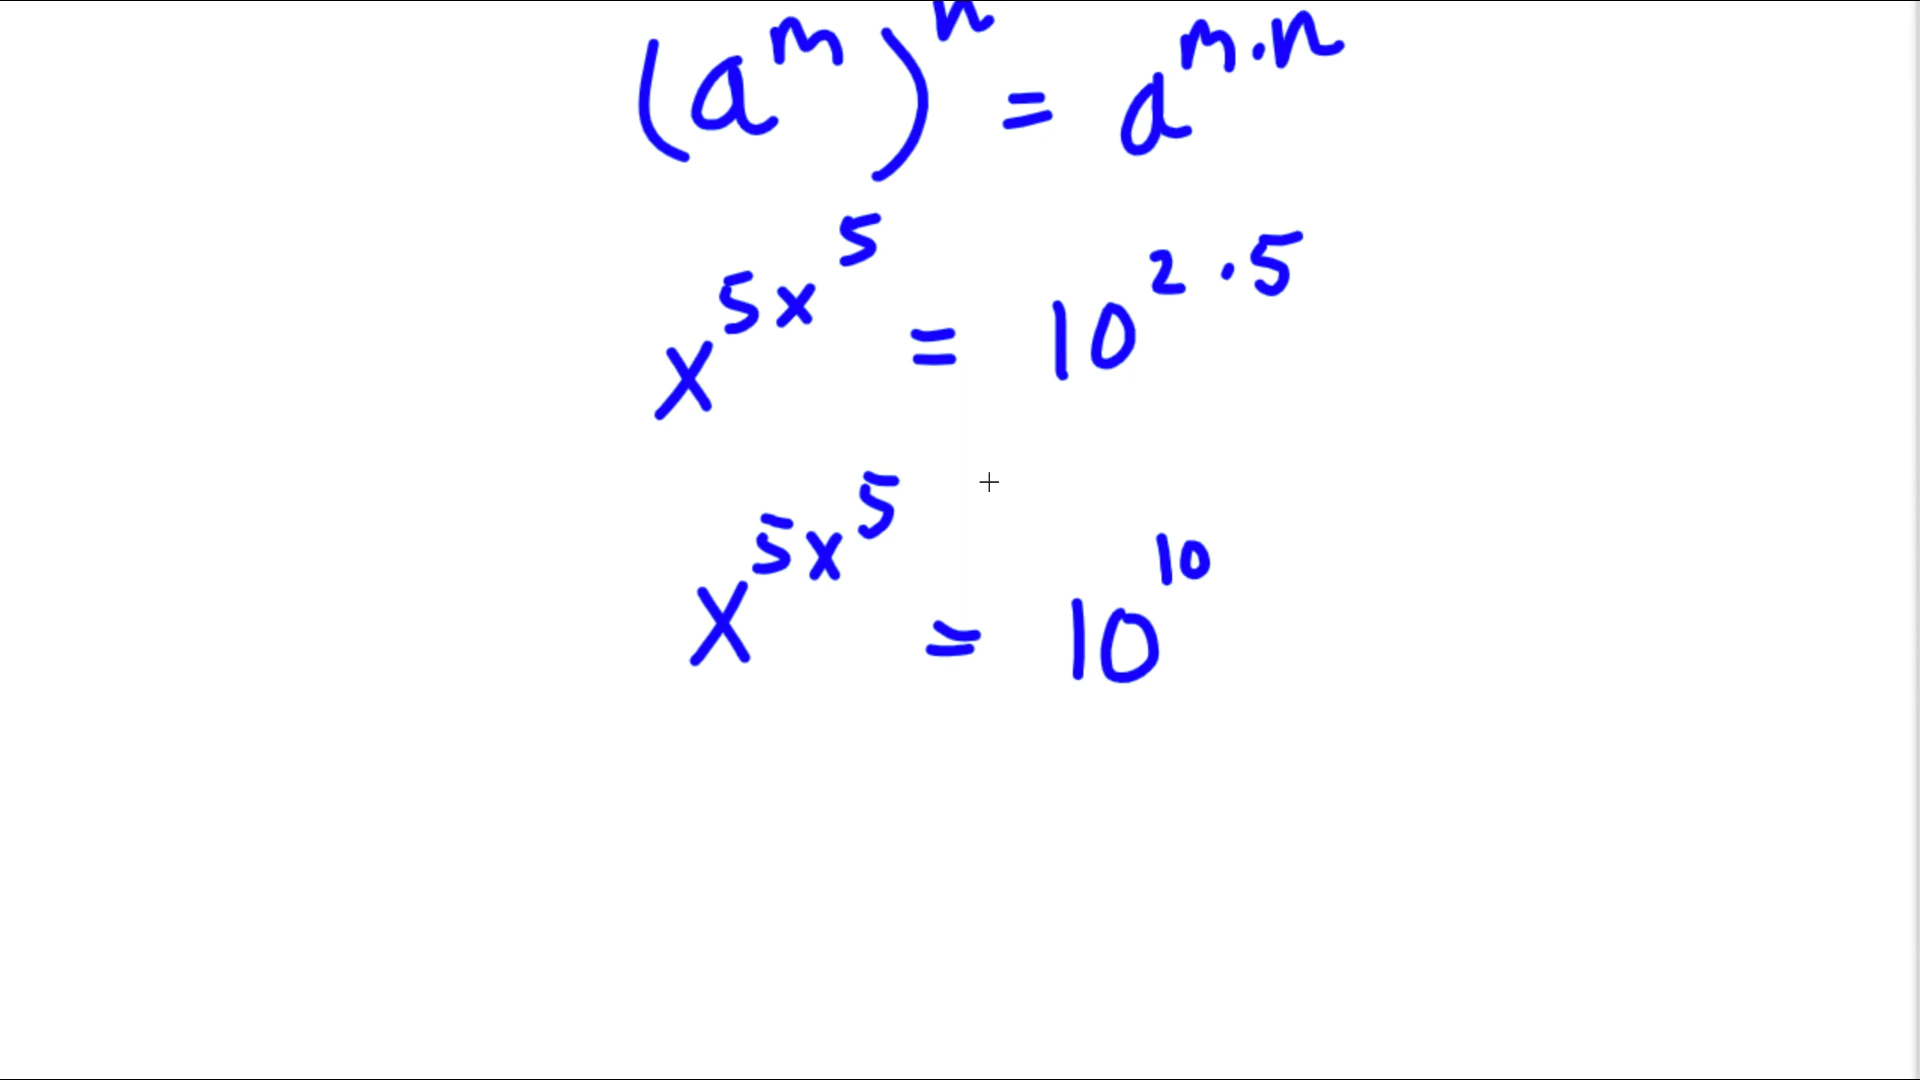 (a^m)^n = a^{m·n}
x^{5x^5} = 10^{2·5}
x^{5x^5} = 10^{10}